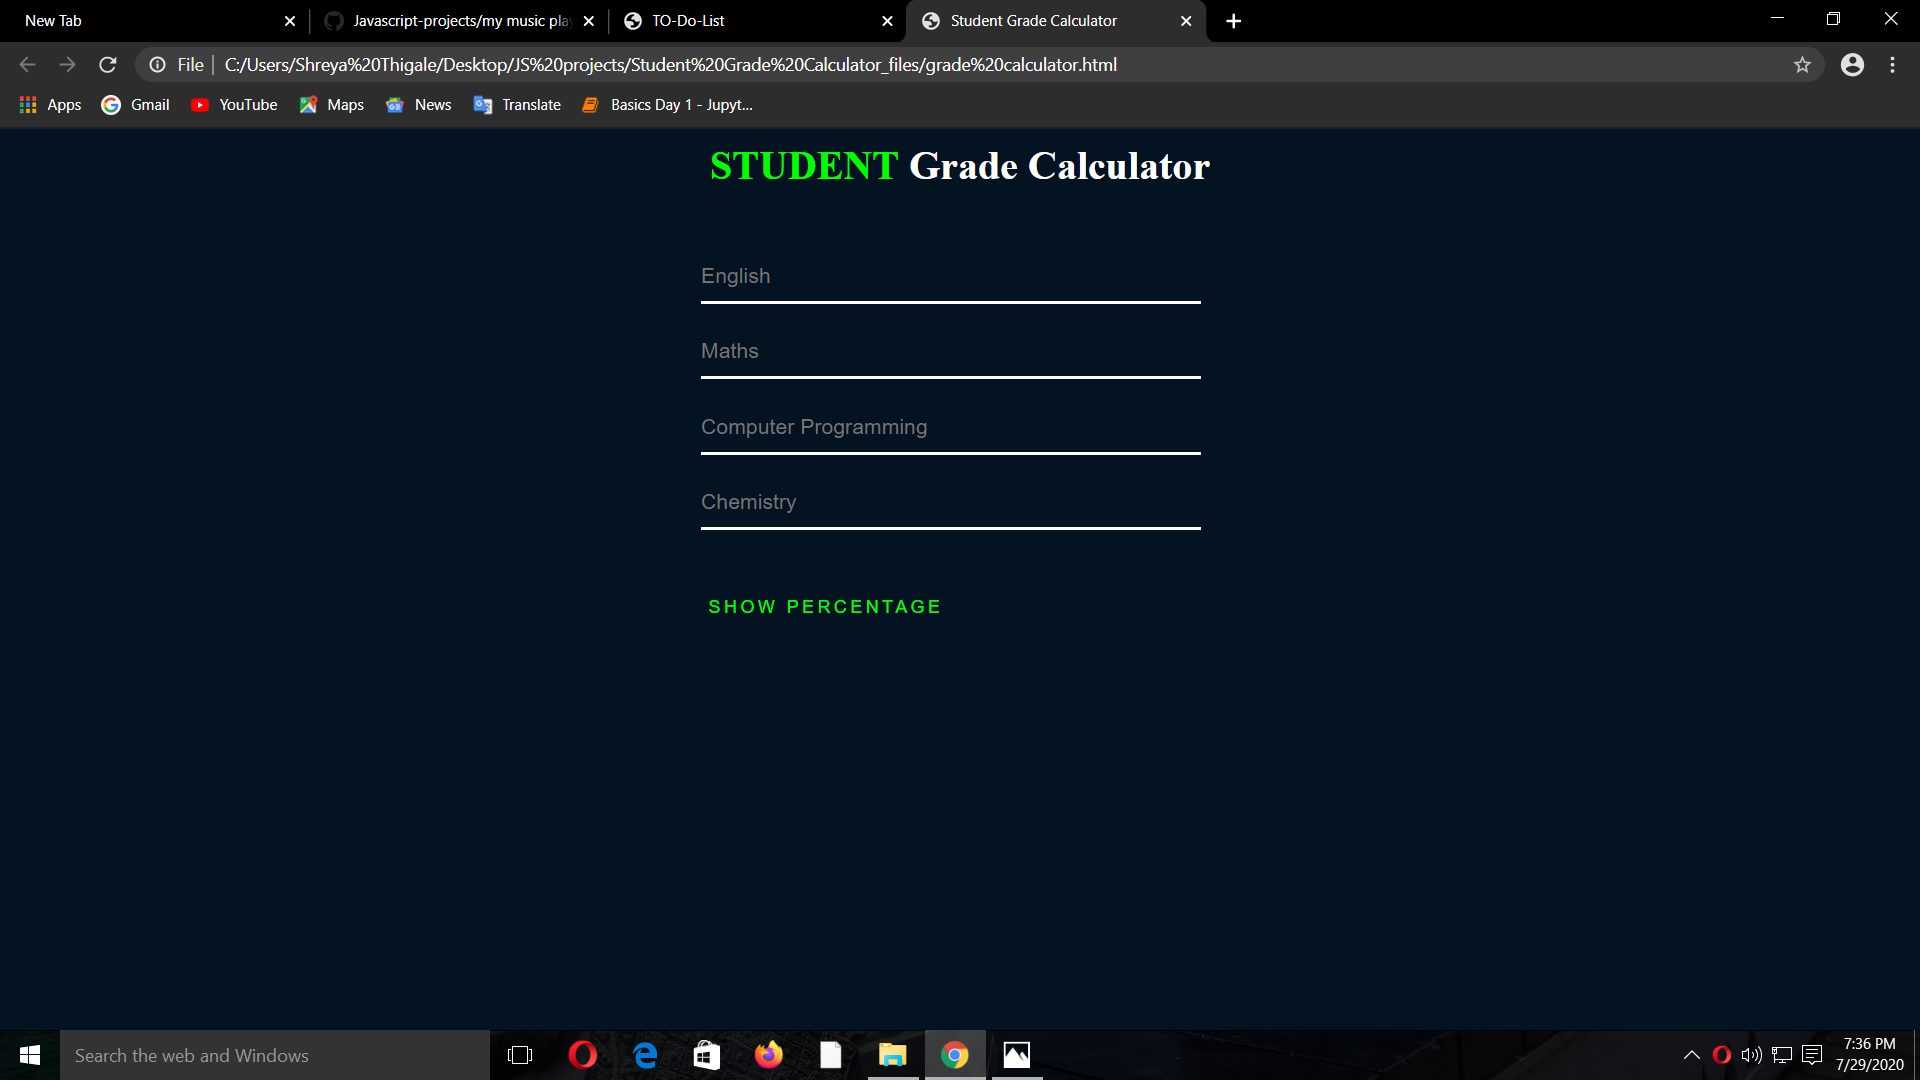 New Tab
Javascript-projects/my music pla
TO-Do-List
Student Grade Calculator
File
C:/Users/Shreya%20Thigale/Desktop/JS%20projects/Student%20Grade%20Calculator_files/grade%20calculator.html
Apps
Gmail
YouTube
Maps
News
Translate
Basics Day 1 - Jupyt...
STUDENT Grade Calculator
English
Maths
Computer Programming
Chemistry
SHOW PERCENTAGE
Search the web and Windows
7:36 PM
7/29/2020